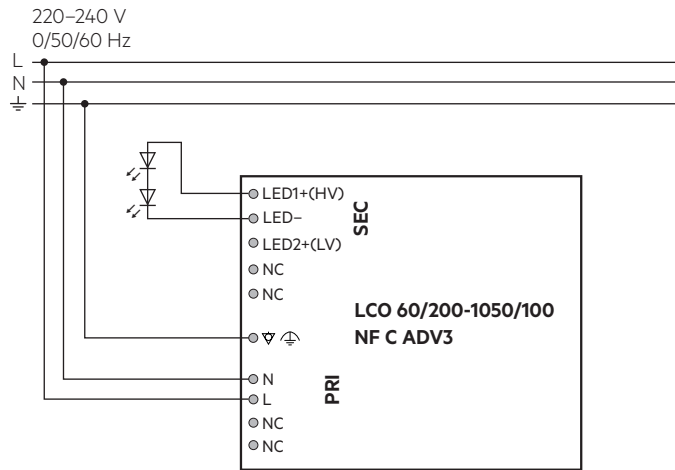 220–240 V
0/50/60 Hz
L
N
LED1+(HV)
LED–
SEC
LED2+(LV)
NC
NC
LCO 60/200-1050/100
NF C ADV3
N
PRI
L
NC
NC